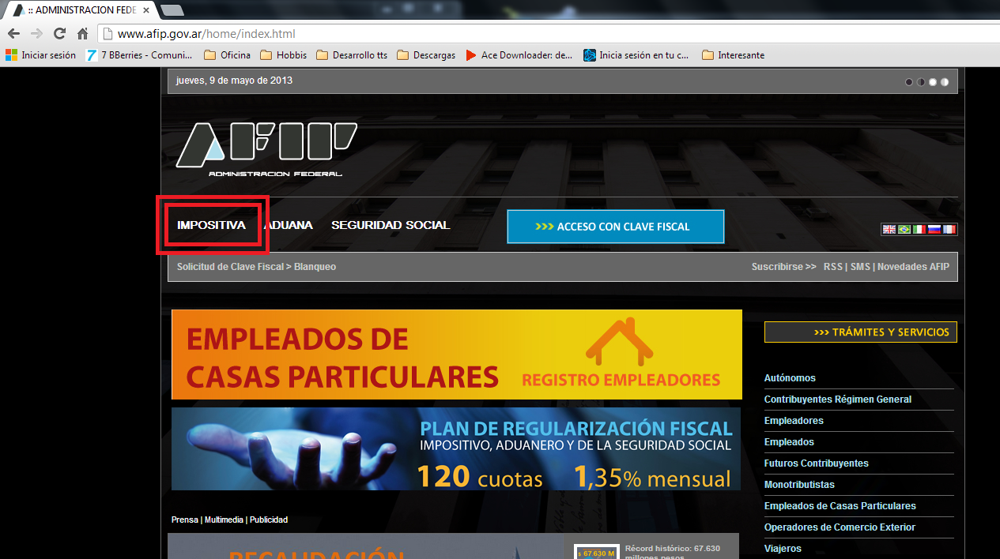 :: ADMINISTRACION FEDE
www.afip.gov.ar/home/index.html
Iniciar sesión
7 BBerries - Comuni...
Oficina
Hobbis
Desarrollo tts
Descargas
Ace Downloader: de...
Inicia sesión en tu c...
Interesante
jueves, 9 de mayo de 2013
AFIP
ADMINISTRACION FEDERAL
IMPOSITIVA
ADUANA
SEGURIDAD SOCIAL
>>> ACCESO CON CLAVE FISCAL
Solicitud de Clave Fiscal > Blanqueo
Suscribirse >> RSS | SMS | Novedades AFIP
EMPLEADOS DE
CASAS PARTICULARES
REGISTRO EMPLEADORES
PLAN DE REGULARIZACIÓN FISCAL
IMPOSITIVO, ADUANERO Y DE LA SEGURIDAD SOCIAL
120 cuotas 1,35% mensual
>>> TRÁMITES Y SERVICIOS
Autónomos
Contribuyentes Régimen General
Empleadores
Empleados
Futuros Contribuyentes
Monotributistas
Empleados de Casas Particulares
Operadores de Comercio Exterior
Viajeros
Prensa | Multimedia | Publicidad
RECAUDACIÓN
$ 67.630 M
Récord histórico: 67.630
millones pesos